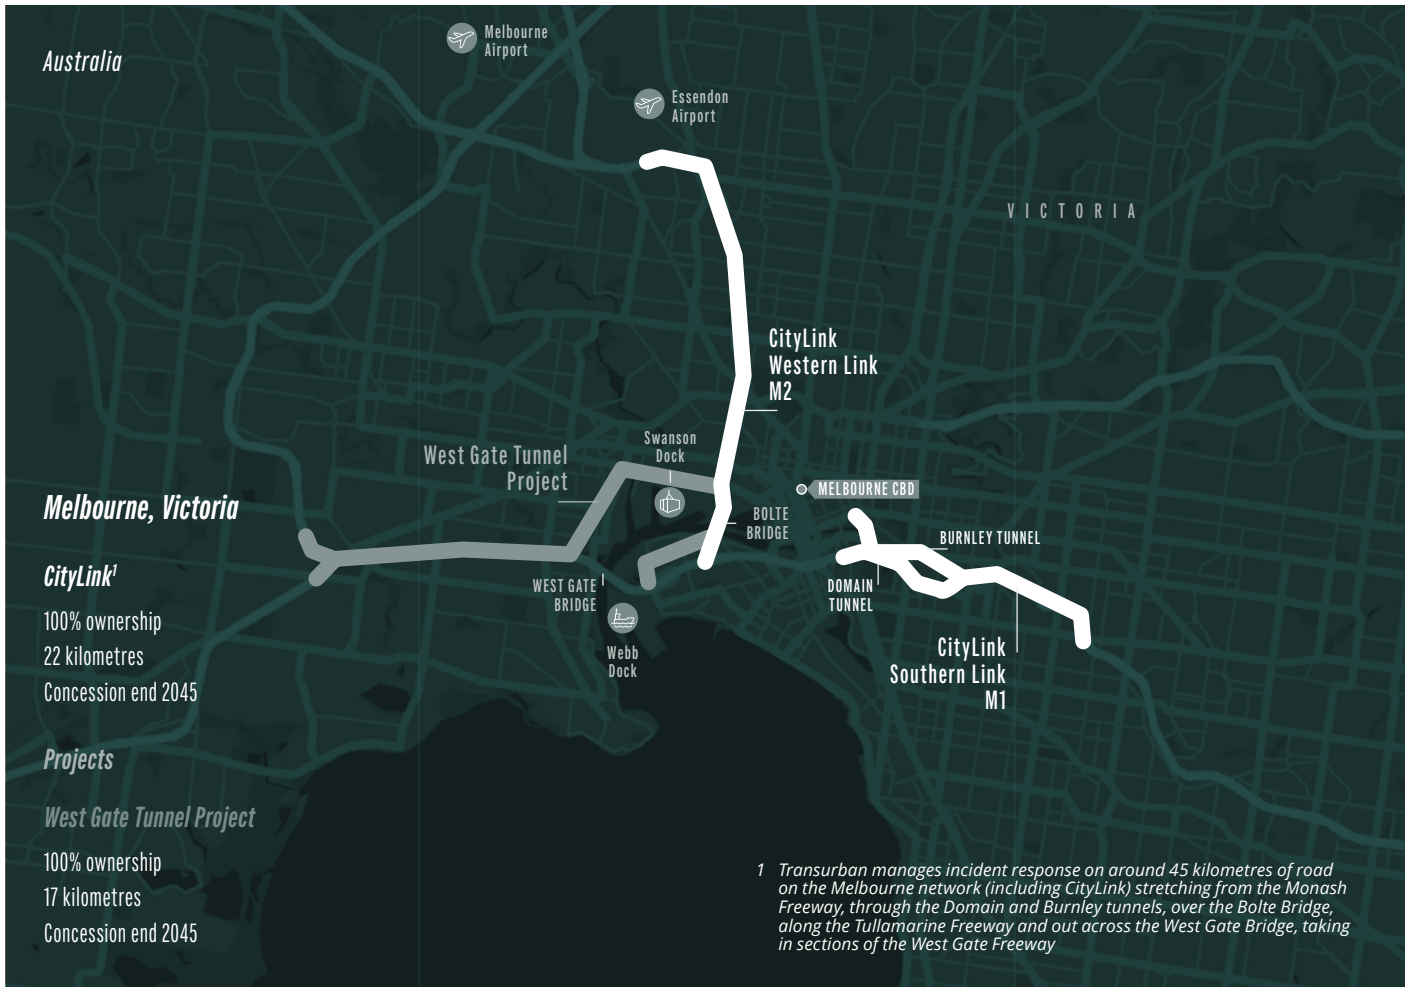 Australia
Melbourne
Airport
Essendon
Airport
VICTORIA
CityLink
Western Link
M2
Swanson
Dock
West Gate Tunnel
Project
MELBOURNE CBD
BOLTE
BRIDGE
BURNLEY TUNNEL
WEST GATE
BRIDGE
DOMAIN
TUNNEL
Webb
Dock
CityLink
Southern Link
M1
Melbourne, Victoria
CityLink¹
100% ownership
22 kilometres
Concession end 2045
Projects
West Gate Tunnel Project
100% ownership
17 kilometres
Concession end 2045
1 Transurban manages incident response on around 45 kilometres of road
on the Melbourne network (including CityLink) stretching from the Monash
Freeway, through the Domain and Burnley tunnels, over the Bolte Bridge,
along the Tullamarine Freeway and out across the West Gate Bridge, taking
in sections of the West Gate Freeway